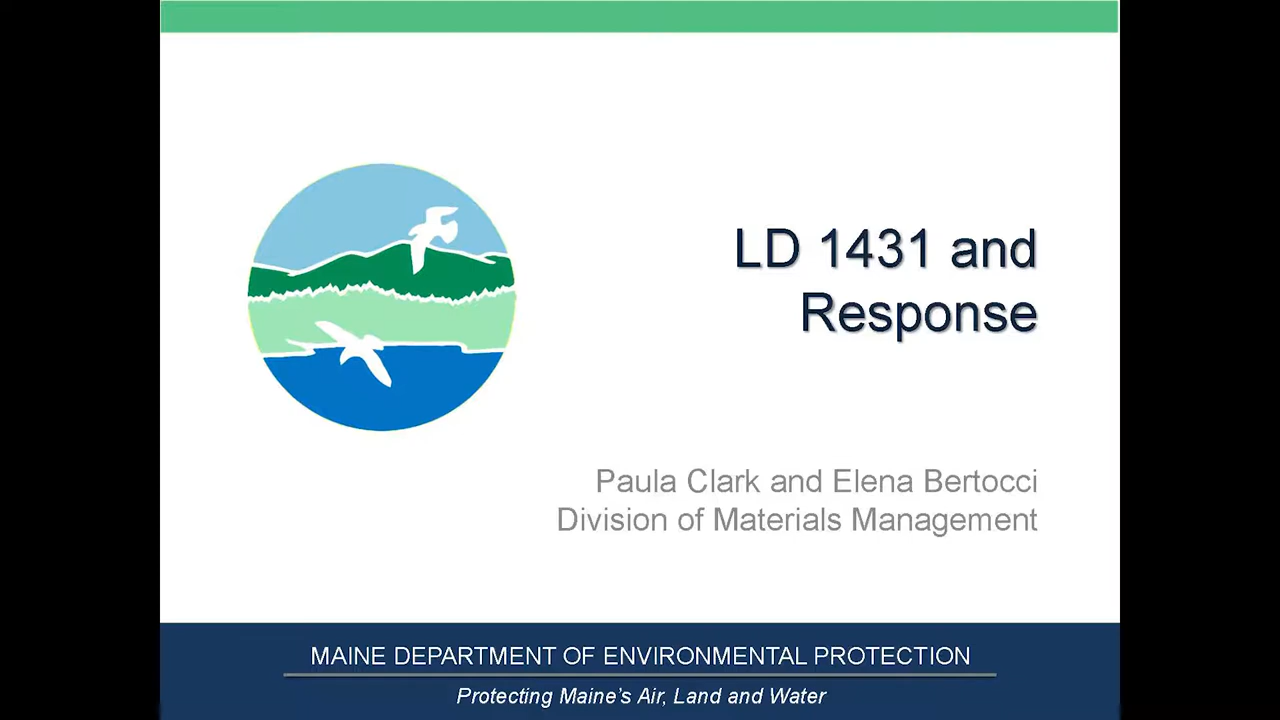 LD 1431 and
Response
Paula Clark and Elena Bertocci
Division of Materials Management
MAINE DEPARTMENT OF ENVIRONMENTAL PROTECTION
Protecting Maine's Air, Land and Water